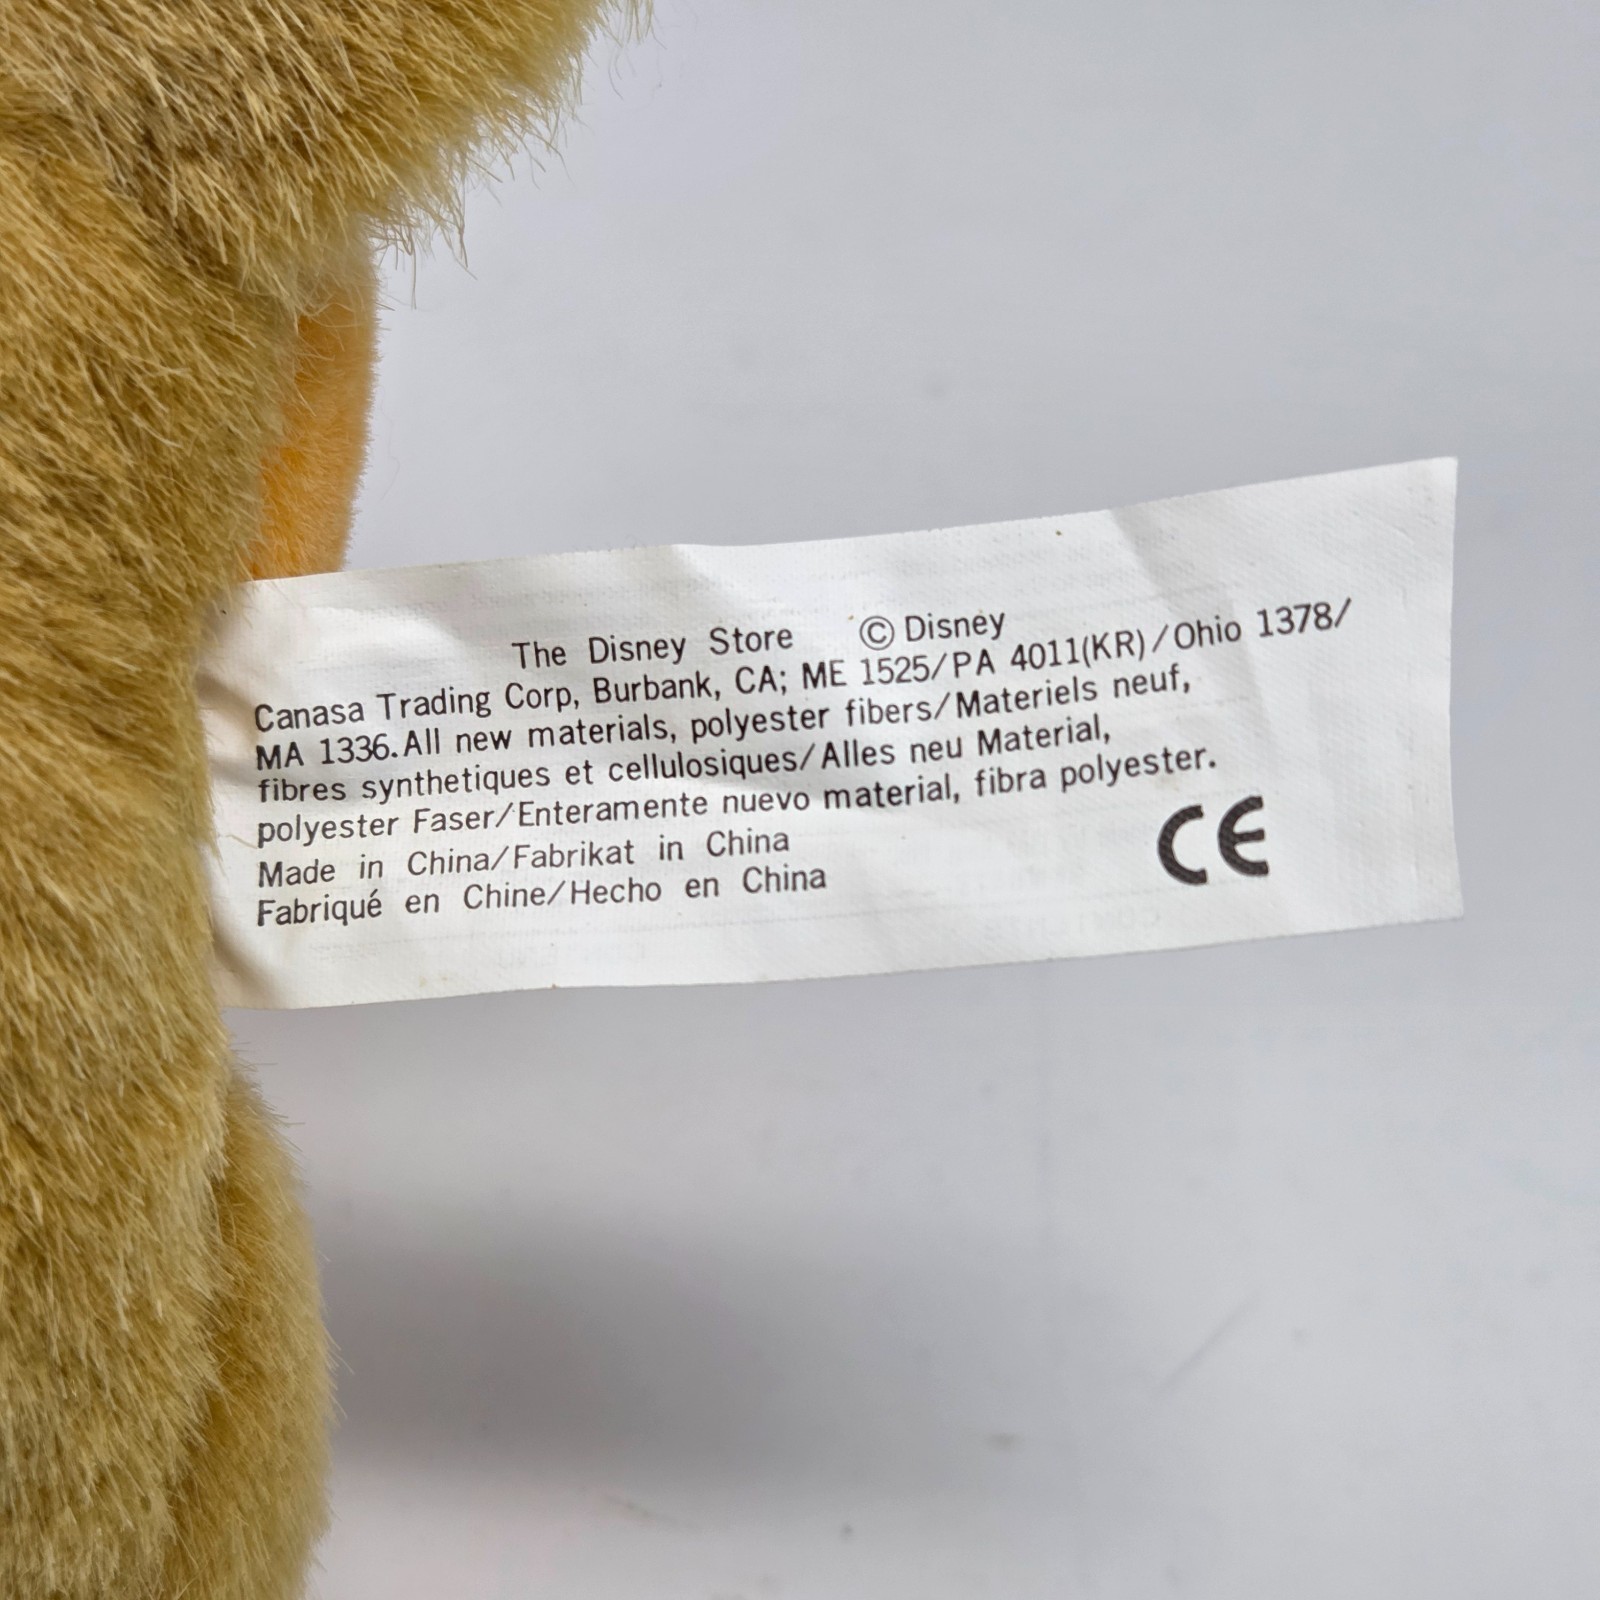 The Disney Store © Disney
Canasa Trading Corp, Burbank, CA; ME 1525/PA 4011(KR)/Ohio 1378/
MA 1336.All new materials, polyester fibers/Materiels neuf,
fibres synthetiques et cellulosiques/Alles neu Material,
polyester Faser/Enteramente nuevo material, fibra polyester.
Made in China/Fabrikat in China
Fabriqué en Chine/Hecho en China
CE